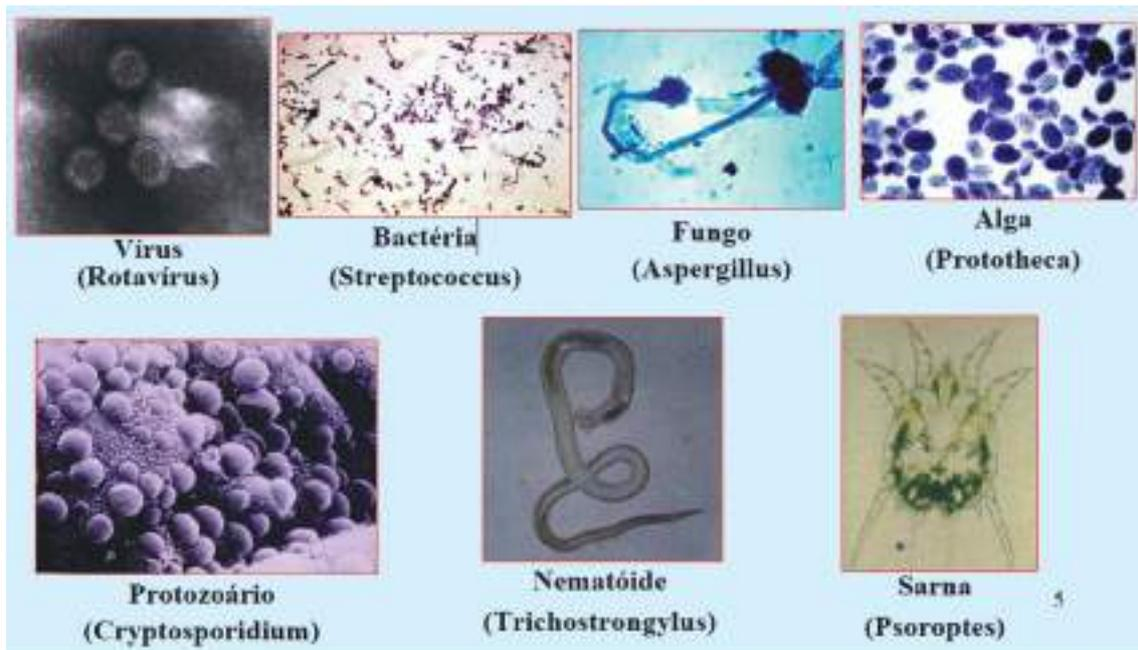 Vírus
(Rotavírus)
Bactéria
(Streptococcus)
Fungo
(Aspergillus)
Alga
(Prototheca)
Protozoário
(Cryptosporidium)
Nematóide
(Trichostrongylus)
Sarna
(Psoroptes)
5